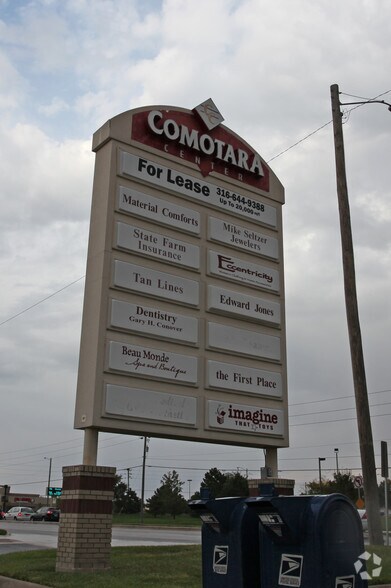 COMOTARA
CENTER
For Lease 316-644-9388
Up To 20,000 SF
Material Comforts
Mike Seltzer
Jewelers
State Farm
Insurance
Eccentricity
Tan Lines
Edward Jones
Dentistry
Gary H. Conover
Beau Monde
Spa and Boutique
the First Place
imagine
THAT TOYS